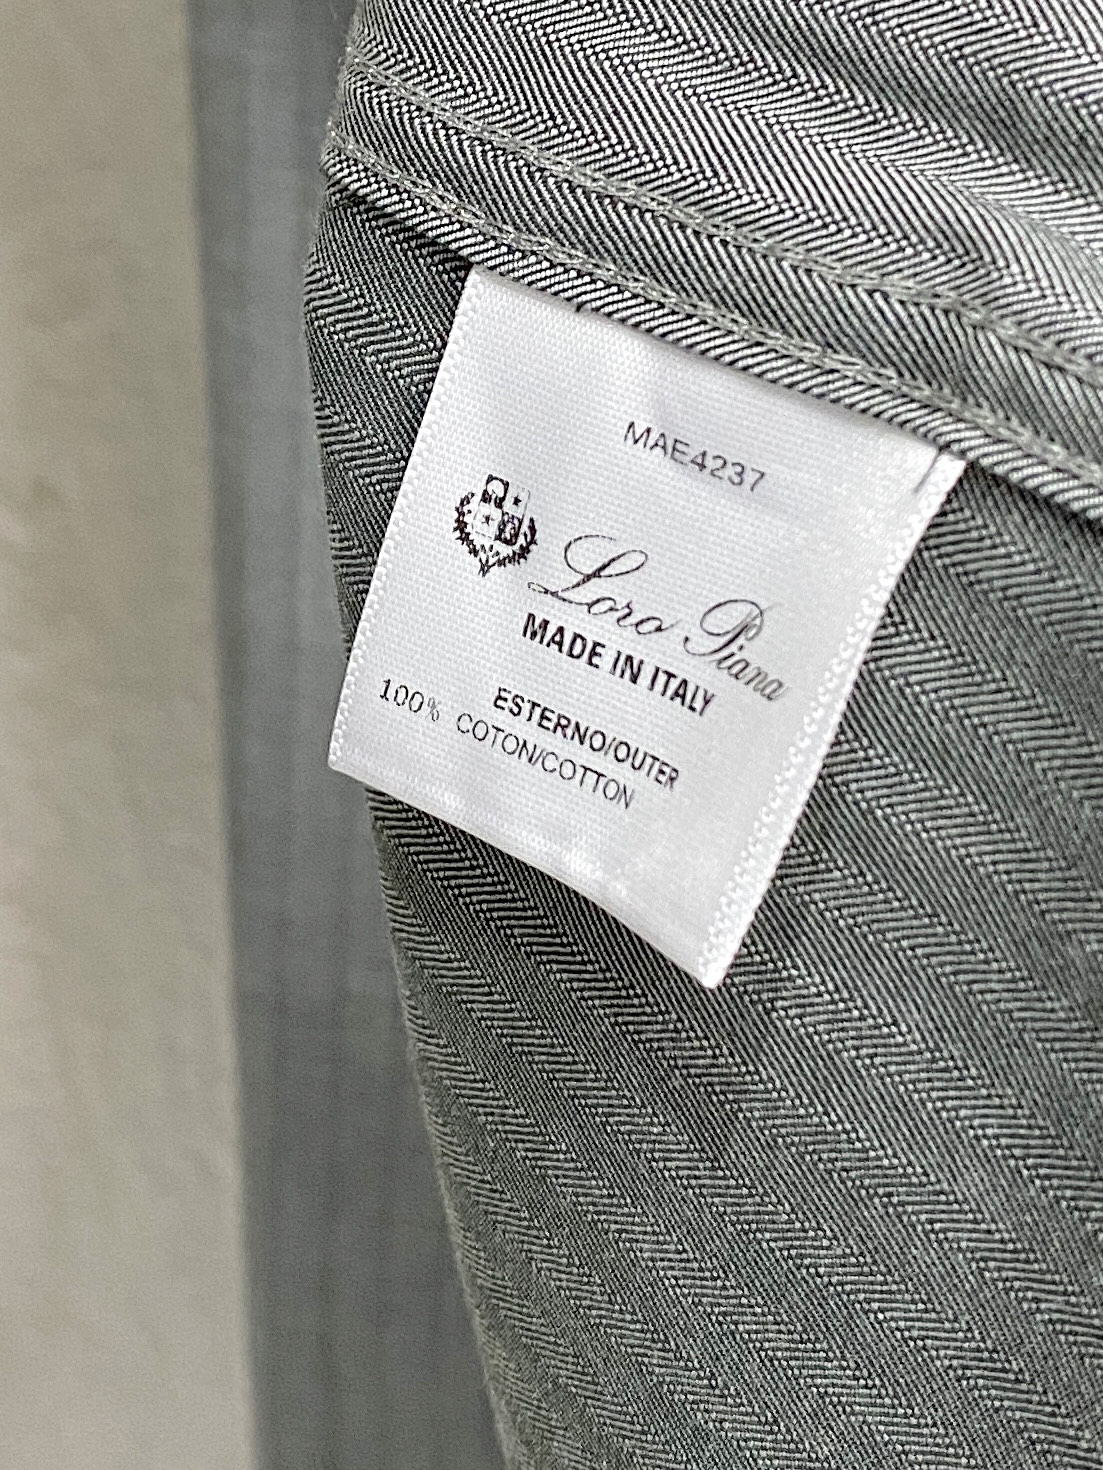 MAE4237
Loro Piana
MADE IN ITALY
ESTERNO/OUTER
100% COTON/COTTON